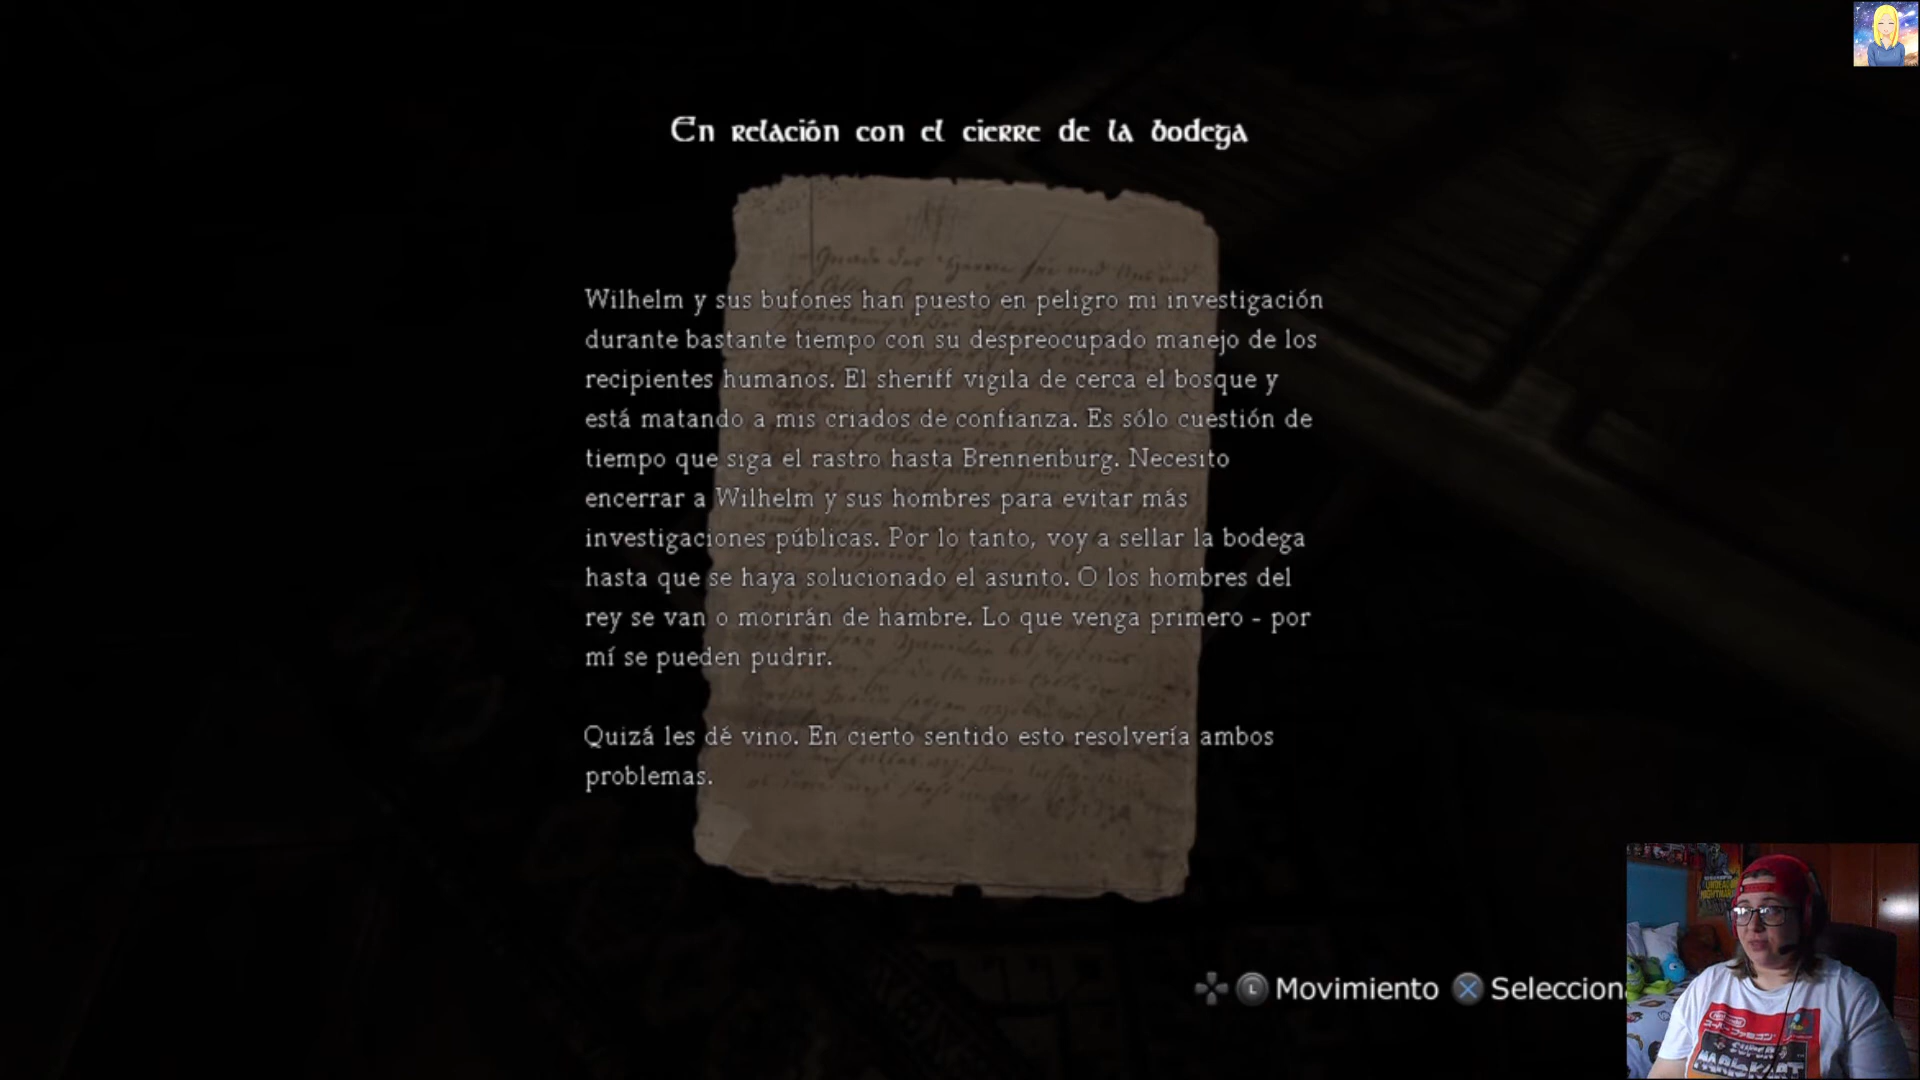 En relación con el cierre de la bodega
Wilhelm y sus bufones han puesto en peligro mi investigación
durante bastante tiempo con su despreocupado manejo de los
recipientes humanos. El sheriff vigila de cerca el bosque y
está matando a mis criados de confianza. Es sólo cuestión de
tiempo que siga el rastro hasta Brennenburg. Necesito
encerrar a Wilhelm y sus hombres para evitar más
investigaciones públicas. Por lo tanto, voy a sellar la bodega
hasta que se haya solucionado el asunto. O los hombres del
rey se van o morirán de hambre. Lo que venga primero - por
mí se pueden pudrir.
Quizá les dé vino. En cierto sentido esto resolvería ambos
problemas.
L Movimiento Seleccion
Nintendo